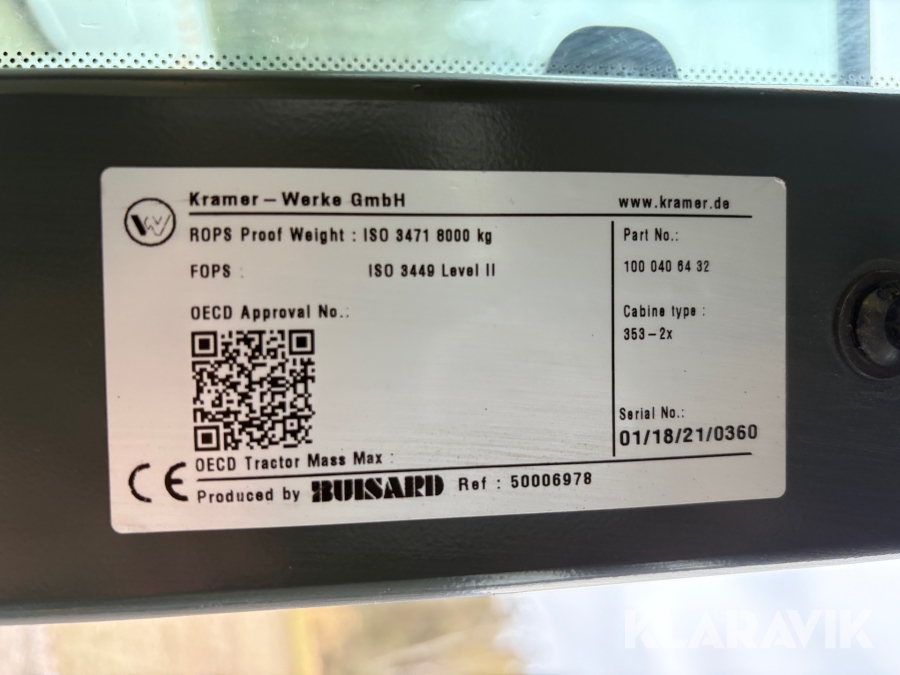 Kramer - Werke GmbH
www.kramer.de
ROPS Proof Weight : ISO 3471 8000 kg
FOPS : ISO 3449 Level II
OECD Approval No.:
OECD Tractor Mass Max :
Part No.:
100 040 64 32
Cabine type :
353-2x
Serial No.:
01/18/21/0360
CE Produced by BUISARD Ref : 50006978
KLARAVIK